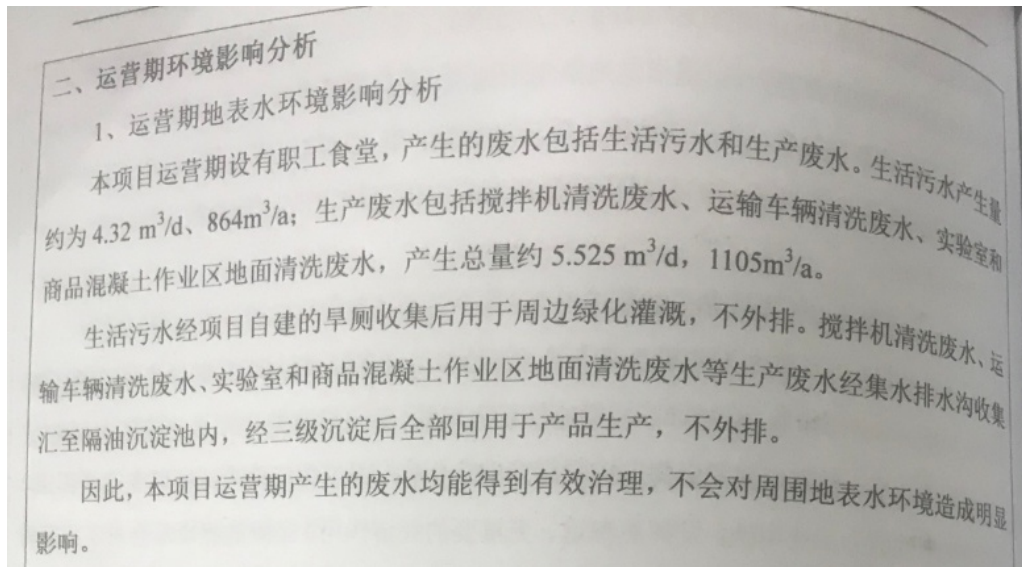 二、运营期环境影响分析
1、运营期地表水环境影响分析
本项目运营期设有职工食堂，产生的废水包括生活污水和生产废水。生活污水产生量
约为 4.32 m³/d、864m³/a；生产废水包括搅拌机清洗废水、运输车辆清洗废水、实验室和
商品混凝土作业区地面清洗废水，产生总量约 5.525 m³/d，1105m³/a。
生活污水经项目自建的旱厕收集后用于周边绿化灌溉，不外排。搅拌机清洗废水、运
输车辆清洗废水、实验室和商品混凝土作业区地面清洗废水等生产废水经集水排水沟收集
汇至隔油沉淀池内，经三级沉淀后全部回用于产品生产，不外排。
因此，本项目运营期产生的废水均能得到有效治理，不会对周围地表水环境造成明显
影响。